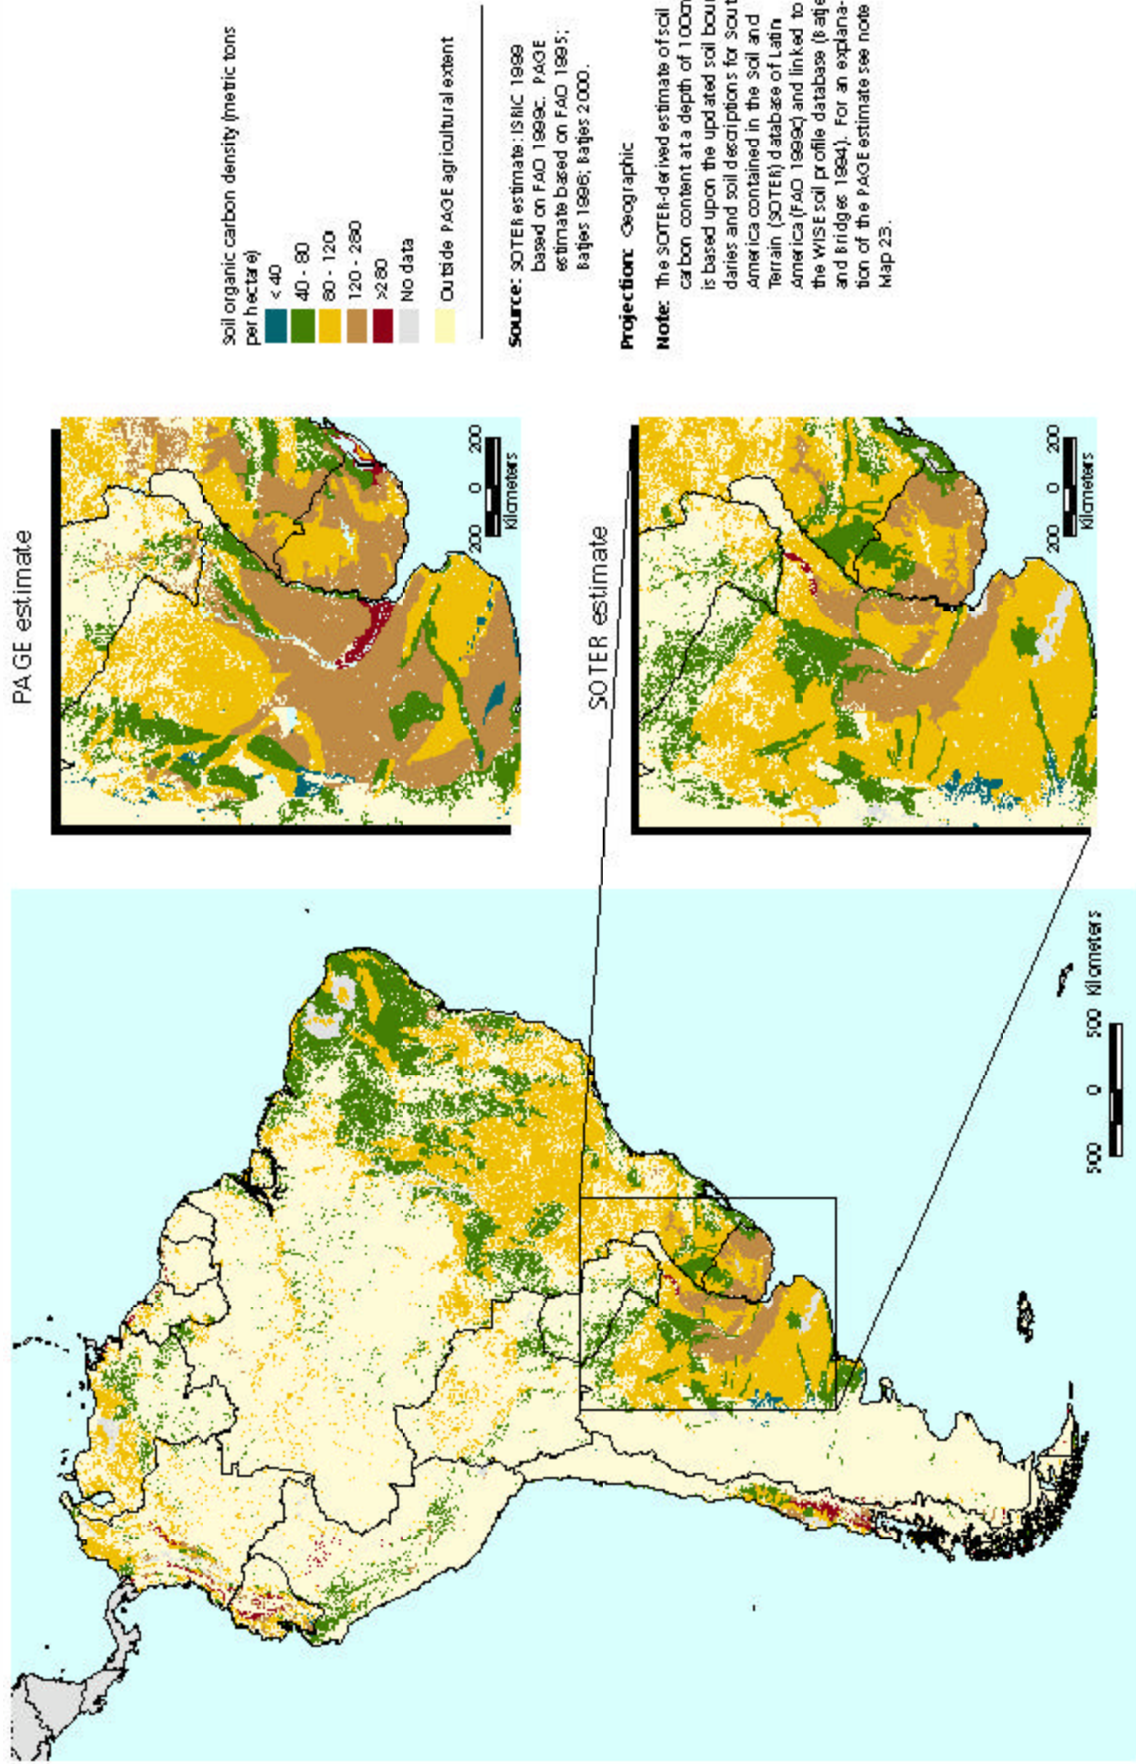 PAGE estimate
200 0 200
Kilometers
SOTER estimate
200 0 200
Kilometers
500 0 500 Kilometers
Soil organic carbon density (metric tons
per hectare)
< 40
40 - 80
80 - 120
120 - 280
>280
No data
Outside PAGE agricultural extent
Source: SOTER estimate: ISRIC 1999
based on FAO 1999c. PAGE
estimate based on FAO 1995;
Batjes 1996; Batjes 2000.
Projection: Geographic
Note: The SOTER-derived estimate of soil
carbon content at a depth of 100cm
is based upon the updated soil boun
daries and soil descriptions for Sout
America contained in the Soil and
Terrain (SOTER) database of Latin
America (FAO 1999c) and linked to
the WISE soil profile database (Batje
and Bridges 1994). For an explana-
tion of the PAGE estimate see note
Map 23.